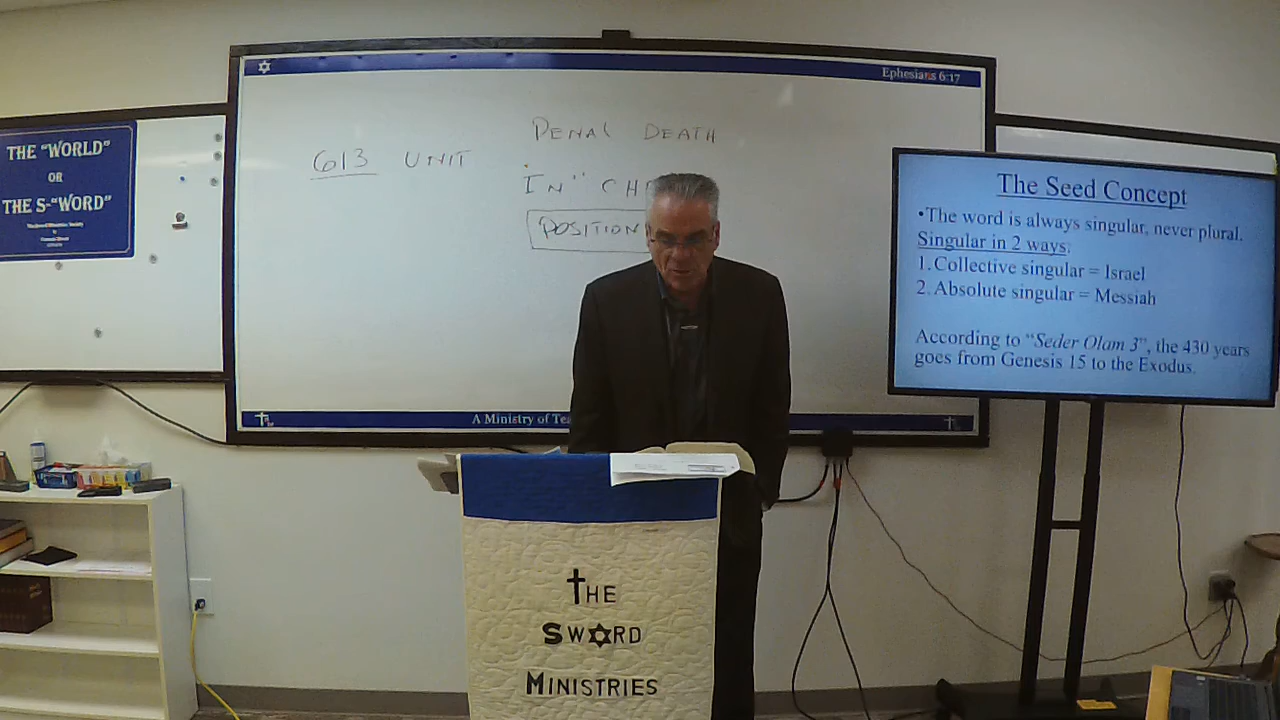 THE "WORLD"
OR
THE S-"WORD"
Ephesians 6:17
PENAL DEATH
613 UNIT
"IN" CH
POSITION
A Ministry of Tea
The Seed Concept
•The word is always singular, never plural.
Singular in 2 ways.
1. Collective singular = Israel
2. Absolute singular = Messiah
According to "Seder Olam 3", the 430 years
goes from Genesis 15 to the Exodus.
THE
SWORD
MINISTRIES